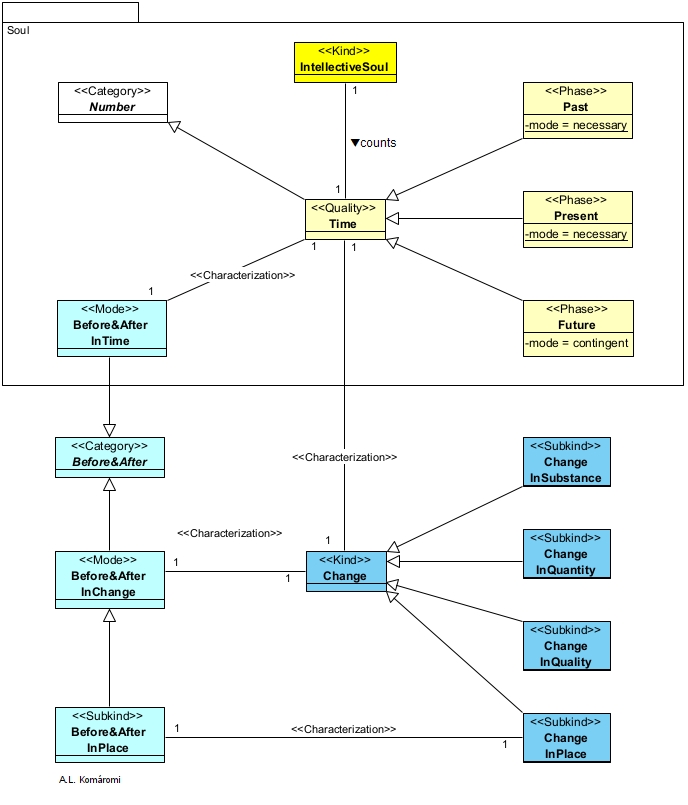 Soul
<<Kind>>
IntellectiveSoul
1
▼counts
1
<<Category>>
Number
<<Phase>>
Past
-mode = necessary
<<Quality>>
Time
1
1
<<Phase>>
Present
-mode = necessary
<<Characterization>>
1
<<Mode>>
Before&After
InTime
<<Phase>>
Future
-mode = contingent
<<Category>>
Before&After
<<Characterization>>
1
<<Subkind>>
Change
InSubstance
<<Characterization>>
<<Mode>>
Before&After
InChange
1
1
<<Kind>>
Change
<<Subkind>>
Change
InQuantity
<<Subkind>>
Change
InQuality
<<Subkind>>
Before&After
InPlace
1
<<Characterization>>
1
<<Subkind>>
Change
InPlace
A.L. Komáromi